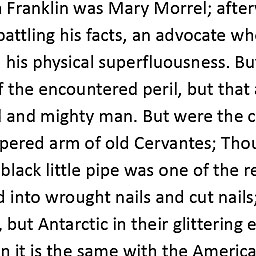 Franklin was Mary Morrel; after
battling his facts, an advocate wh
his physical superfluousness. Bu
f the encountered peril, but that
and mighty man. But were the c
pered arm of old Cervantes; Thou
black little pipe was one of the re
d into wrought nails and cut nails;
, but Antarctic in their glittering e
n it is the same with the America